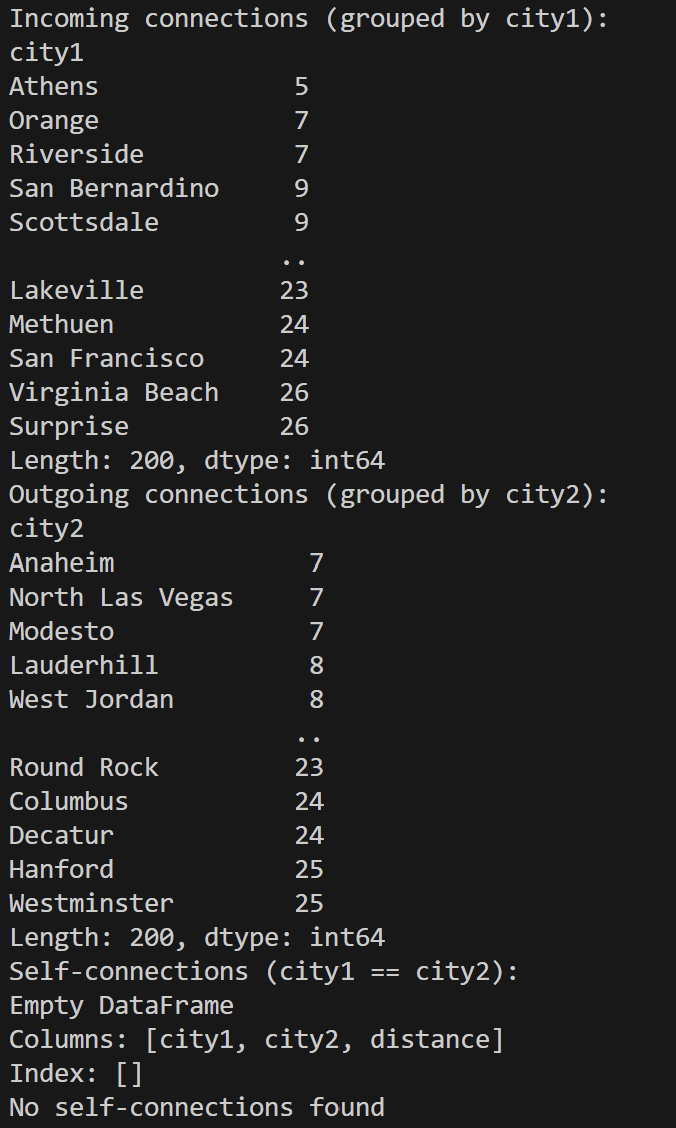 Incoming connections (grouped by city1):
city1
Athens             5
Orange             7
Riverside          7
San Bernardino     9
Scottsdale         9
                  ..
Lakeville         23
Methuen           24
San Francisco     24
Virginia Beach    26
Surprise          26
Length: 200, dtype: int64
Outgoing connections (grouped by city2):
city2
Anaheim             7
North Las Vegas     7
Modesto             7
Lauderhill          8
West Jordan         8
                   ..
Round Rock         23
Columbus           24
Decatur            24
Hanford            25
Westminster        25
Length: 200, dtype: int64
Self-connections (city1 == city2):
Empty DataFrame
Columns: [city1, city2, distance]
Index: []
No self-connections found